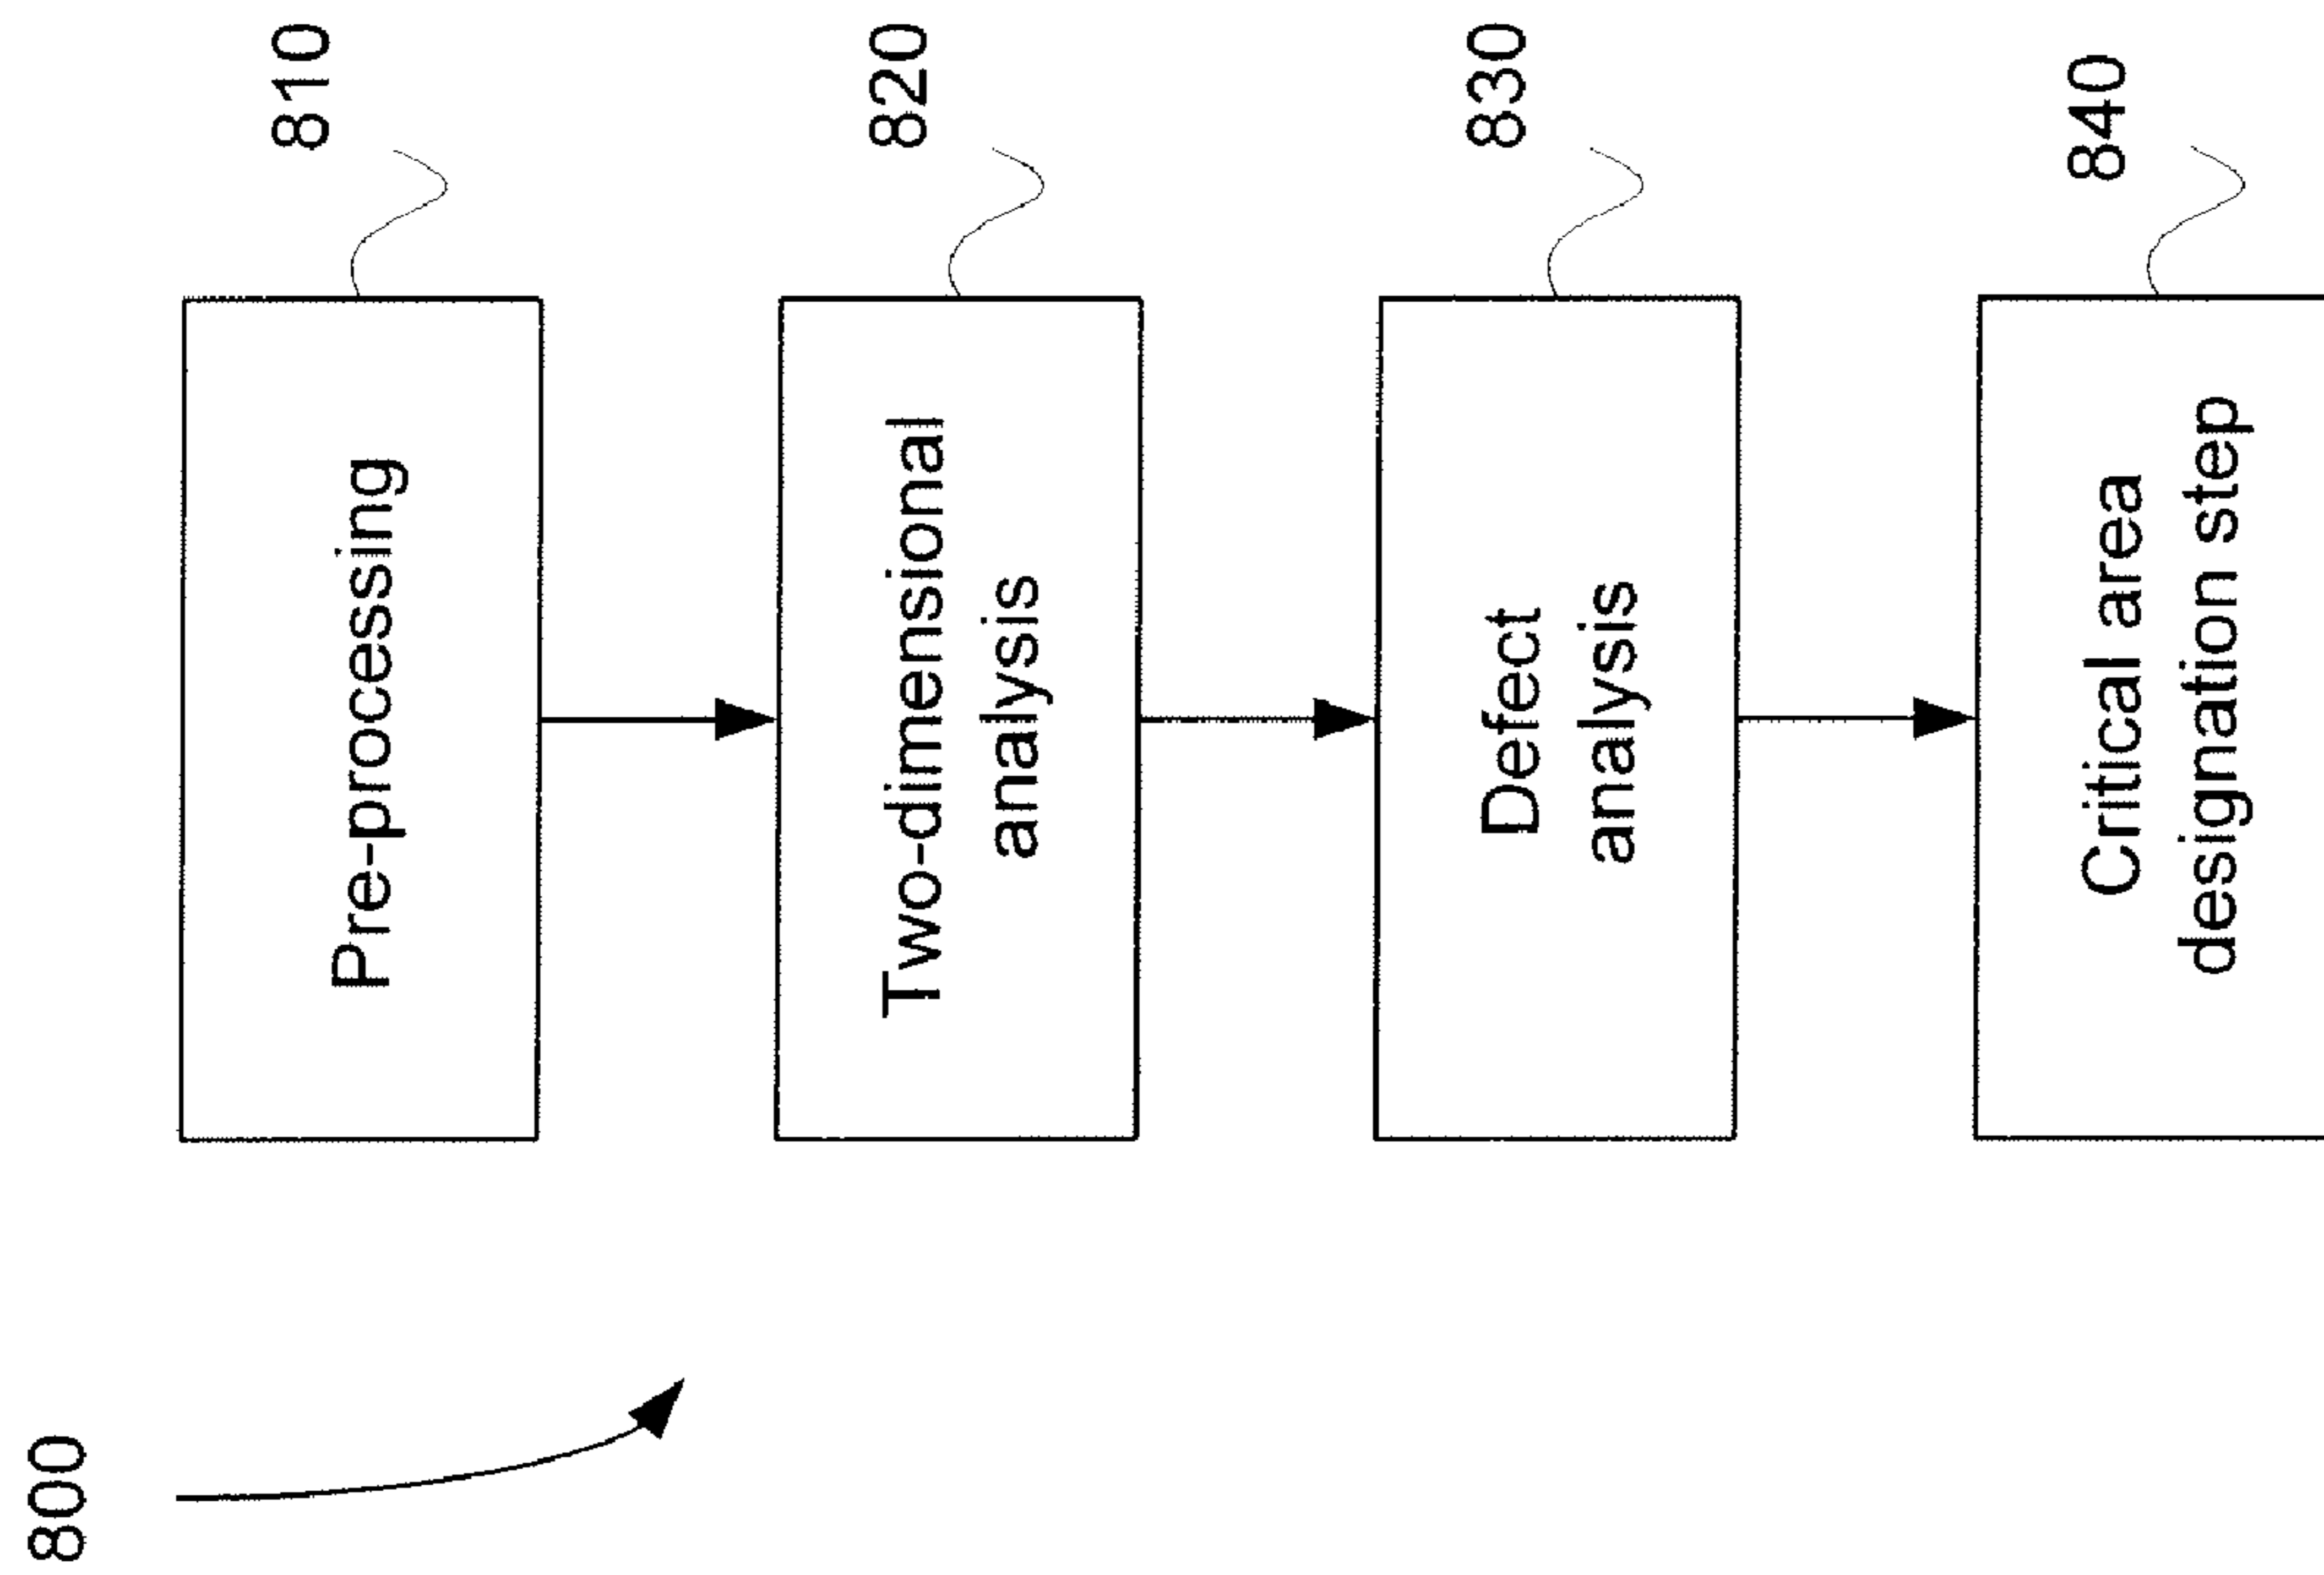 800
Pre-processing
810
Two-dimensional
analysis
820
Defect
analysis
830
Critical area
designation step
840